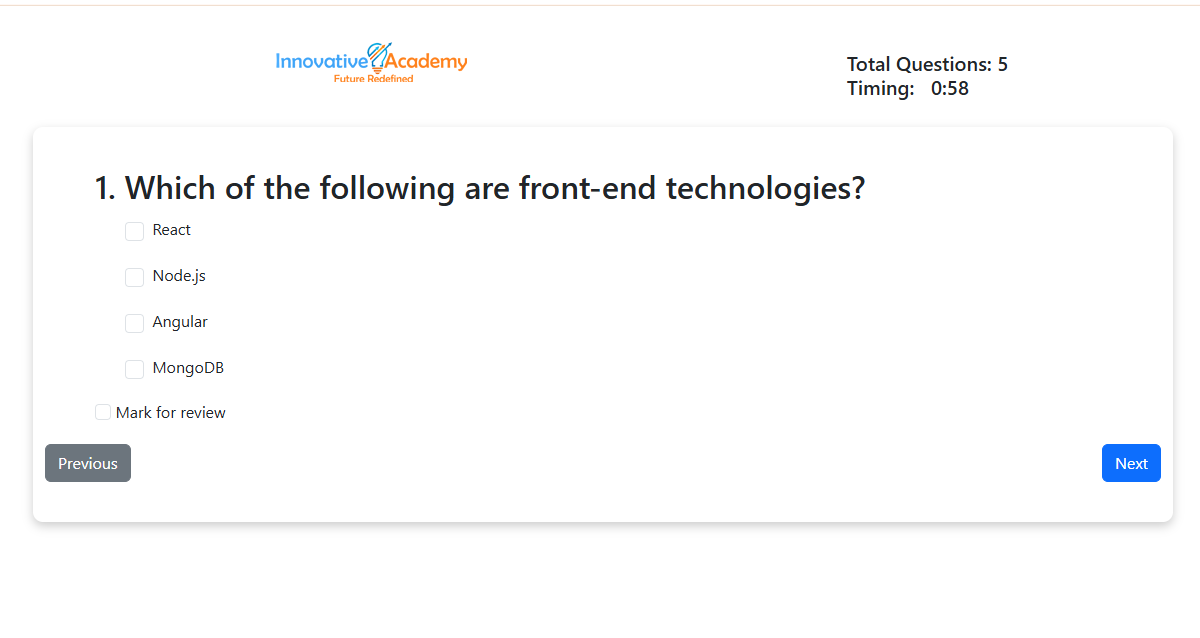 Innovative Academy
Future Redefined
Total Questions: 5
Timing: 0:58
1. Which of the following are front-end technologies?
React
Node.js
Angular
MongoDB
Mark for review
Previous
Next